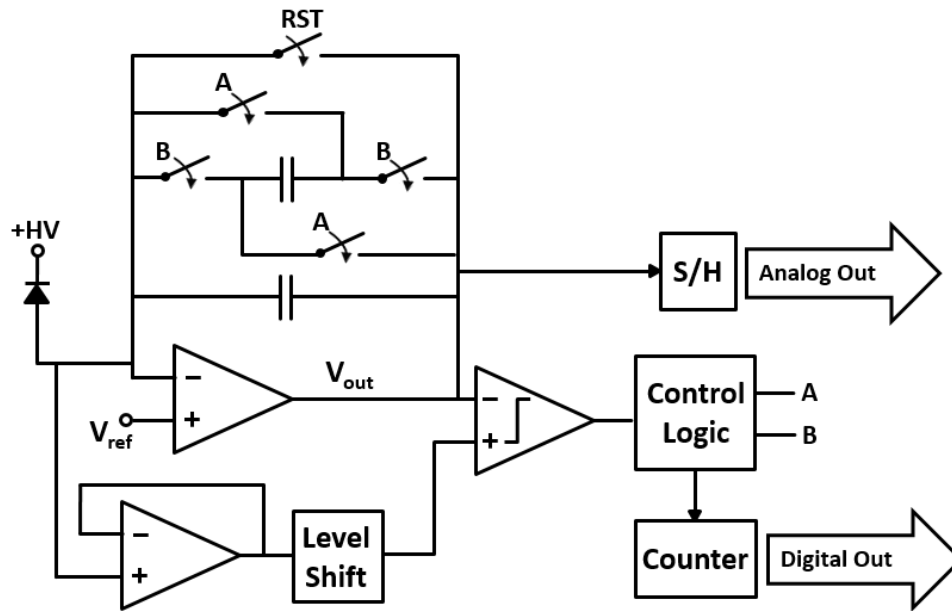 RST
A
B
B
A
+HV
S/H
Analog Out
−
+
V_out
V_ref
−
+
Control
Logic
A
B
−
+
Level
Shift
Counter
Digital Out